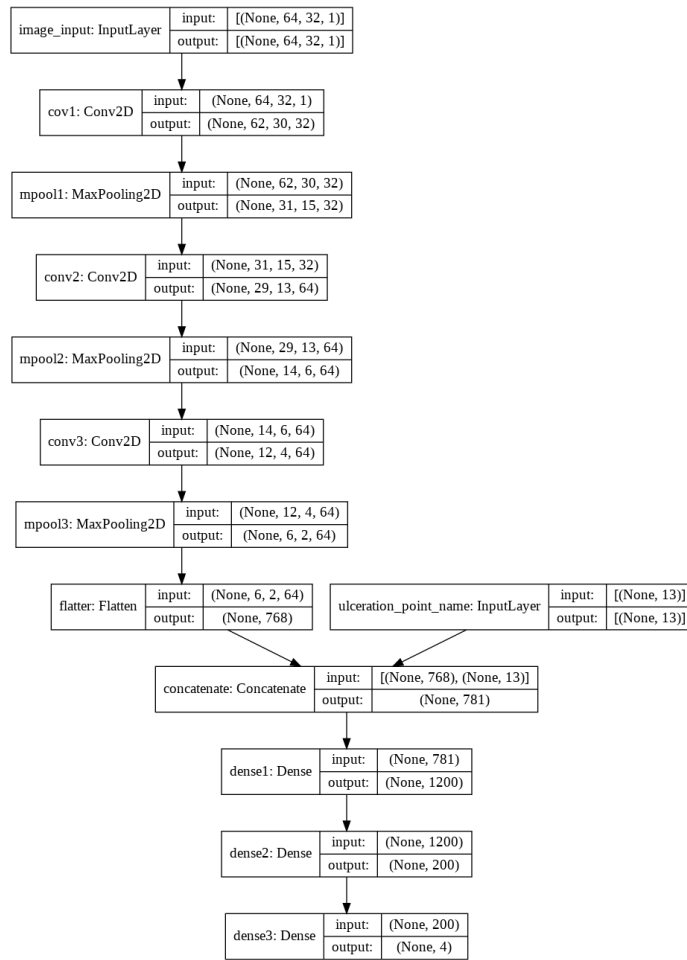 image_input: InputLayer
input: [(None, 64, 32, 1)]
output: [(None, 64, 32, 1)]
cov1: Conv2D
input: (None, 64, 32, 1)
output: (None, 62, 30, 32)
mpool1: MaxPooling2D
input: (None, 62, 30, 32)
output: (None, 31, 15, 32)
conv2: Conv2D
input: (None, 31, 15, 32)
output: (None, 29, 13, 64)
mpool2: MaxPooling2D
input: (None, 29, 13, 64)
output: (None, 14, 6, 64)
conv3: Conv2D
input: (None, 14, 6, 64)
output: (None, 12, 4, 64)
mpool3: MaxPooling2D
input: (None, 12, 4, 64)
output: (None, 6, 2, 64)
flatter: Flatten
input: (None, 6, 2, 64)
output: (None, 768)
ulceration_point_name: InputLayer
input: [(None, 13)]
output: [(None, 13)]
concatenate: Concatenate
input: [(None, 768), (None, 13)]
output: (None, 781)
dense1: Dense
input: (None, 781)
output: (None, 1200)
dense2: Dense
input: (None, 1200)
output: (None, 200)
dense3: Dense
input: (None, 200)
output: (None, 4)